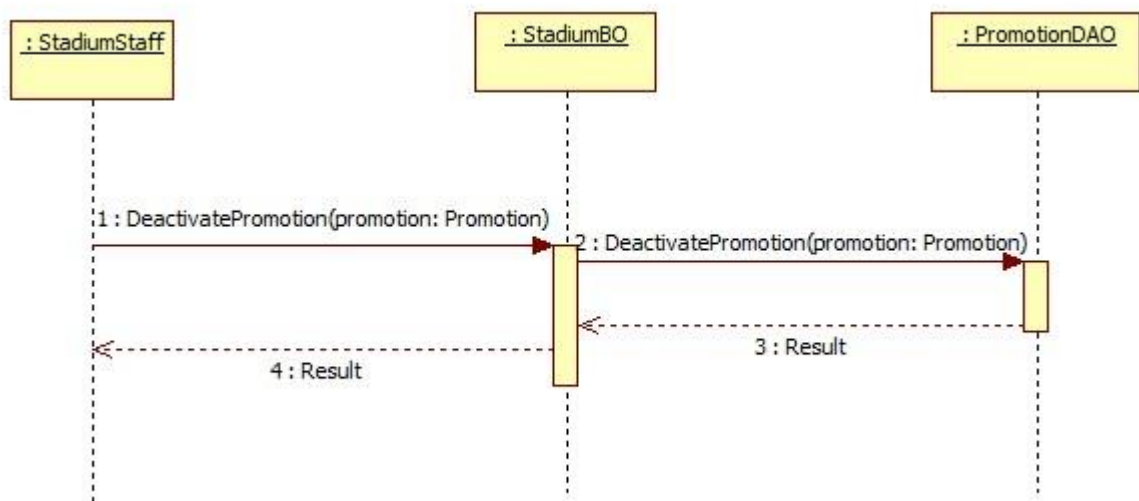 : StadiumStaff
: StadiumBO
: PromotionDAO
1 : DeactivatePromotion(promotion: Promotion)
2 : DeactivatePromotion(promotion: Promotion)
3 : Result
4 : Result